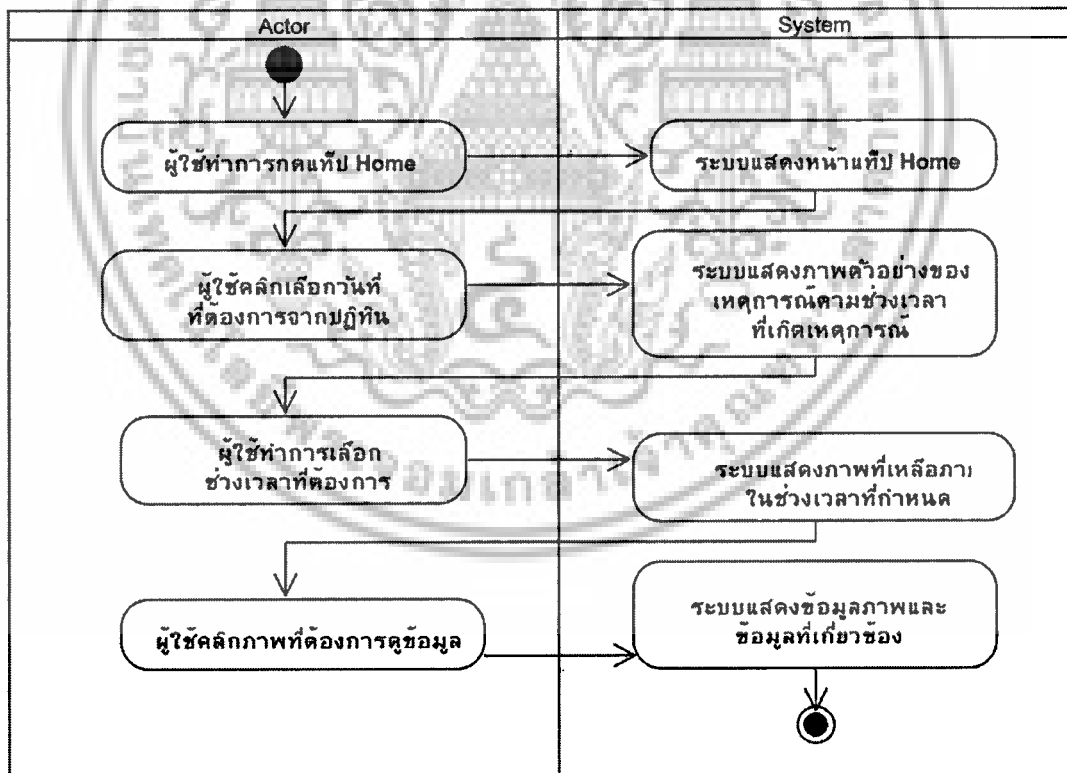 Actor
System
ผู้ใช้ทำการกดแท็ป Home
ระบบแสดงหน้าแท็ป Home
ผู้ใช้คลิกเลือกวันที่
ที่ต้องการจากปฏิทิน
ระบบแสดงภาพตัวอย่างของ
เหตุการณ์ตามช่วงเวลา
ที่เกิดเหตุการณ์
ผู้ใช้ทำการเลือก
ช่วงเวลาที่ต้องการ
ระบบแสดงภาพที่เหลือภาย
ในช่วงเวลาที่กำหนด
ผู้ใช้คลิกภาพที่ต้องการดูข้อมูล
ระบบแสดงข้อมูลภาพและ
ข้อมูลที่เกี่ยวข้อง